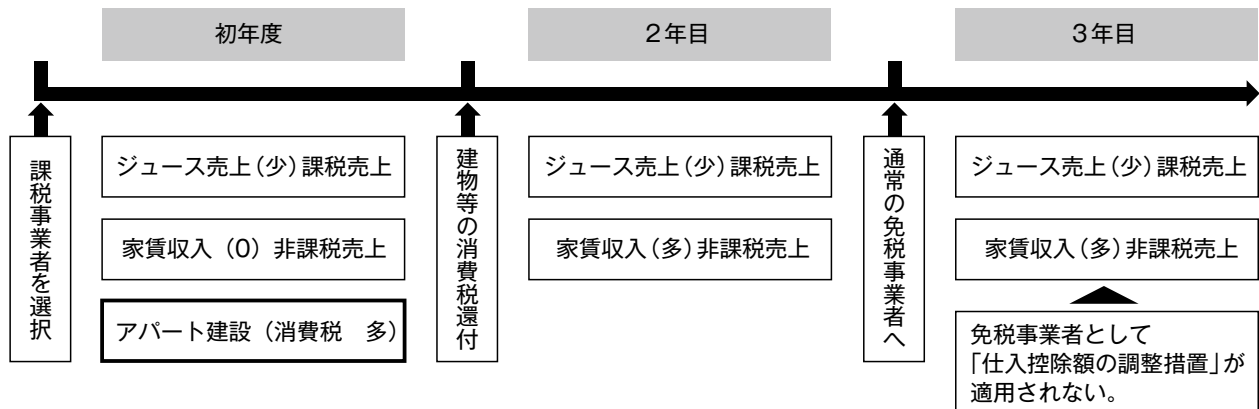 初年度
2年目
3年目
課税事業者を選択
ジュース売上(少)課税売上
家賃収入(0)非課税売上
アパート建設(消費税 多)
建物等の消費税還付
ジュース売上(少)課税売上
家賃収入(多)非課税売上
通常の免税事業者へ
ジュース売上(少)課税売上
家賃収入(多)非課税売上
免税事業者として
「仕入控除額の調整措置」が
適用されない。